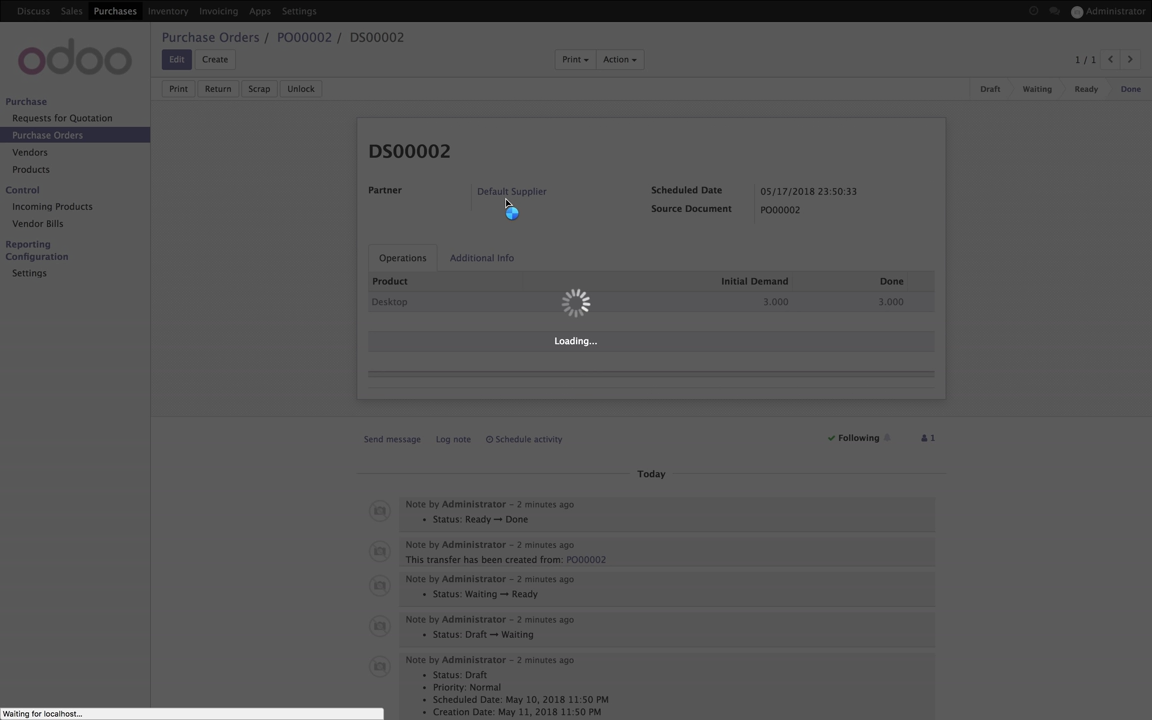 Discuss Sales Purchases Inventory Invoicing Apps Settings Administrator
odoo
Purchase Orders / PO00002 / DS00002
Edit Create Print Action 1 / 1
Print Return Scrap Unlock Draft Waiting Ready Done
Purchase
Requests for Quotation
Purchase Orders
Vendors
Products
Control
Incoming Products
Vendor Bills
Reporting
Configuration
Settings
DS00002
Partner Default Supplier Scheduled Date 05/17/2018 23:50:33
Source Document PO00002
Operations Additional Info
Product Initial Demand Done
Desktop 3.000 3.000
Loading...
Send message Log note Schedule activity Following 1
Today
Note by Administrator – 2 minutes ago
• Status: Ready → Done
Note by Administrator – 2 minutes ago
This transfer has been created from: PO00002
Note by Administrator – 2 minutes ago
• Status: Waiting → Ready
Note by Administrator – 2 minutes ago
• Status: Draft → Waiting
Note by Administrator – 2 minutes ago
• Status: Draft
• Priority: Normal
• Scheduled Date: May 10, 2018 11:50 PM
• Creation Date: May 11, 2018 11:50 PM
Waiting for localhost...